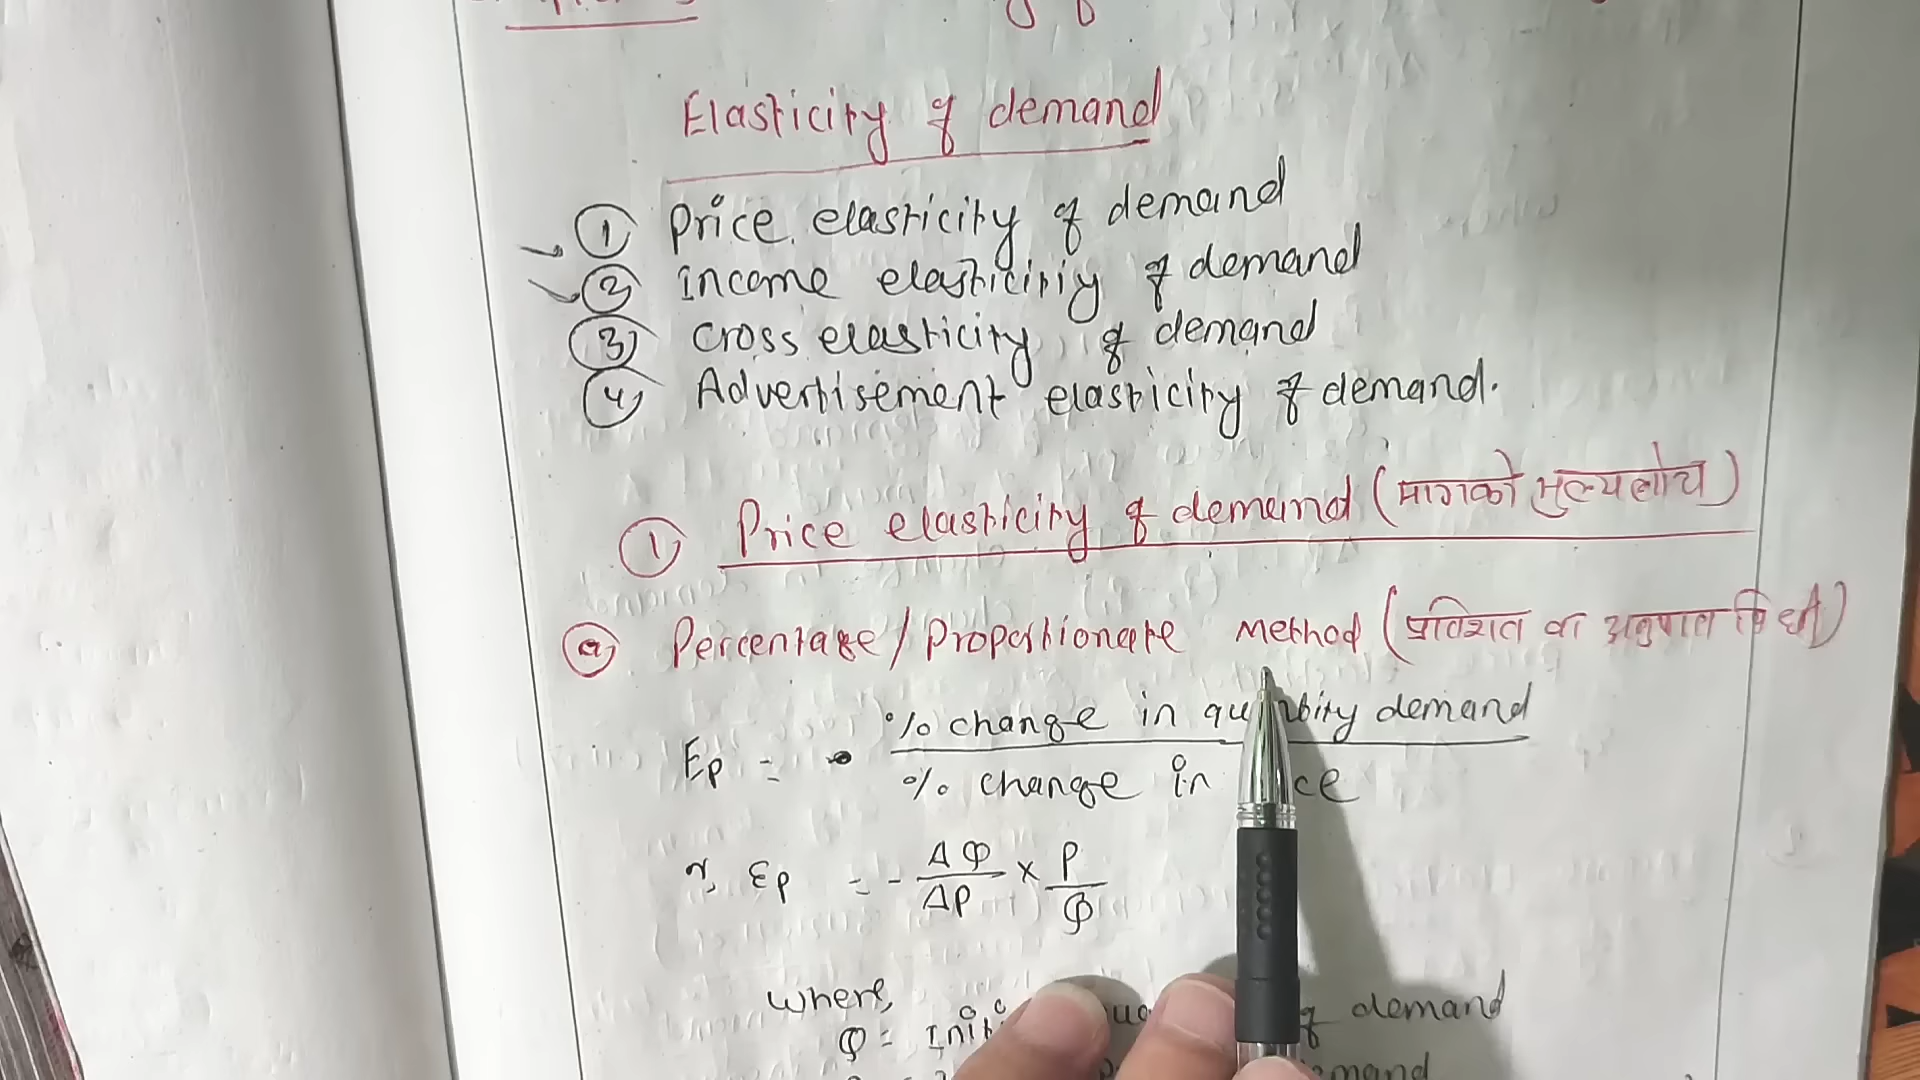 Elasticity of demand
① Price elasticity of demand
② Income elasticity of demand
③ Cross elasticity of demand
④ Advertisement elasticity of demand.
① Price elasticity of demand (मागको मुल्यलोच)
ⓐ Percentage/Proportionate Method (प्रतिशत वा अनुपात विधी)
Ep = % change in quantity demand
% change in
or, Ep = - ΔQ/ΔP × P/Q
where,
Q = of demand